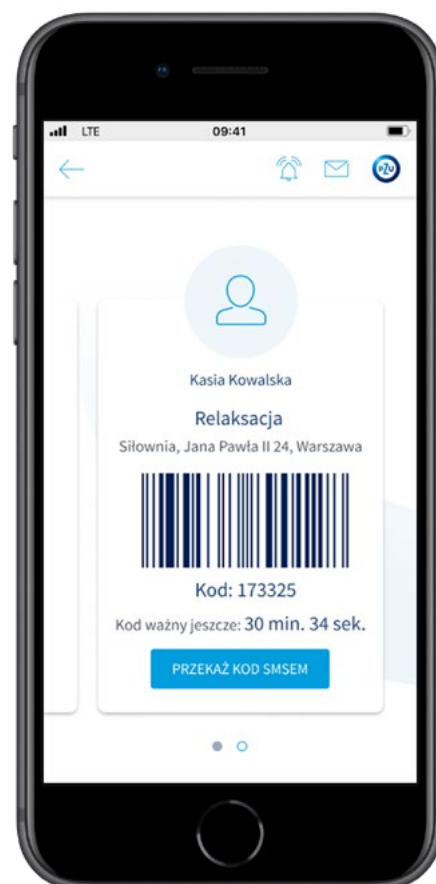 LTE 09:41
PZU
Kasia Kowalska
Relaksacja
Siłownia, Jana Pawła II 24, Warszawa
Kod: 173325
Kod ważny jeszcze: 30 min. 34 sek.
PRZEKAŻ KOD SMSEM